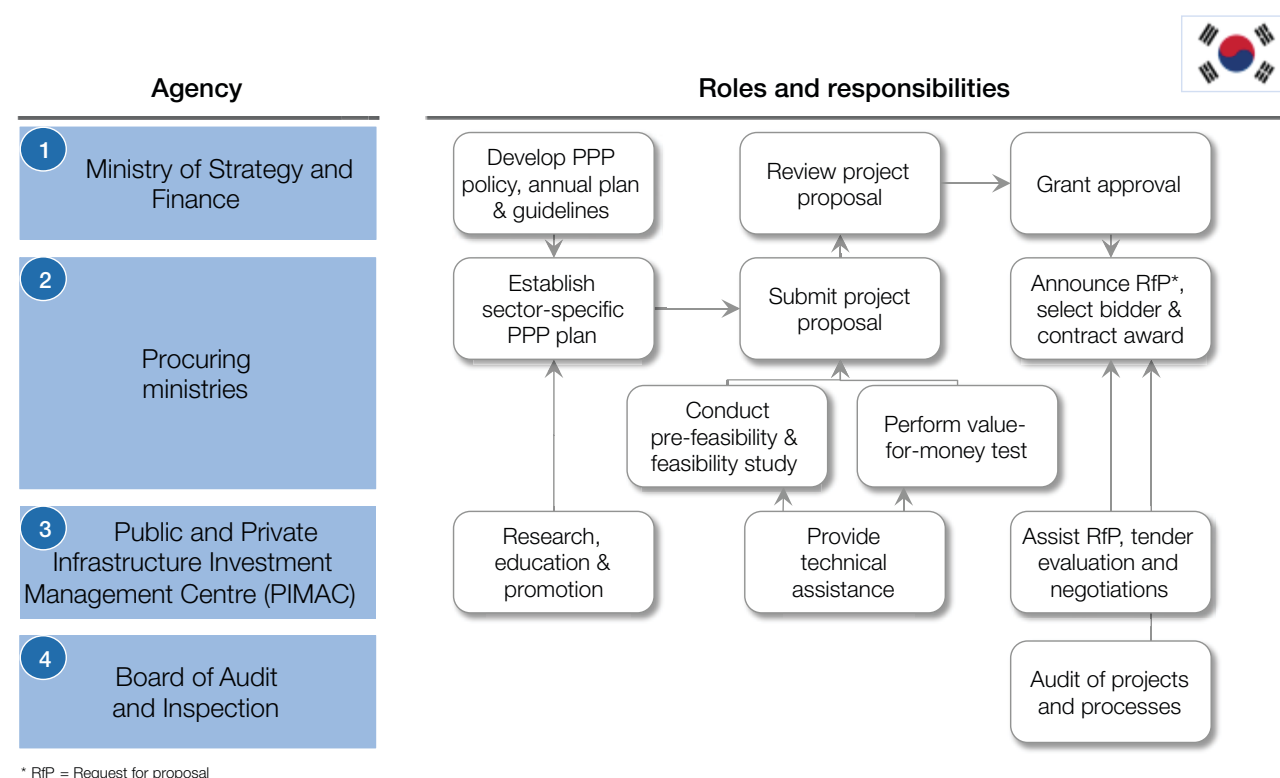 Agency
Roles and responsibilities
1
Ministry of Strategy and
Finance
Develop PPP
policy, annual plan
& guidelines
Review project
proposal
Grant approval
2
Procuring
ministries
Establish
sector-specific
PPP plan
Submit project
proposal
Announce RfP*,
select bidder &
contract award
Conduct
pre-feasibility &
feasibility study
Perform value-
for-money test
3
Public and Private
Infrastructure Investment
Management Centre (PIMAC)
Research,
education &
promotion
Provide
technical
assistance
Assist RfP, tender
evaluation and
negotiations
4
Board of Audit
and Inspection
Audit of projects
and processes
* RfP = Request for proposal